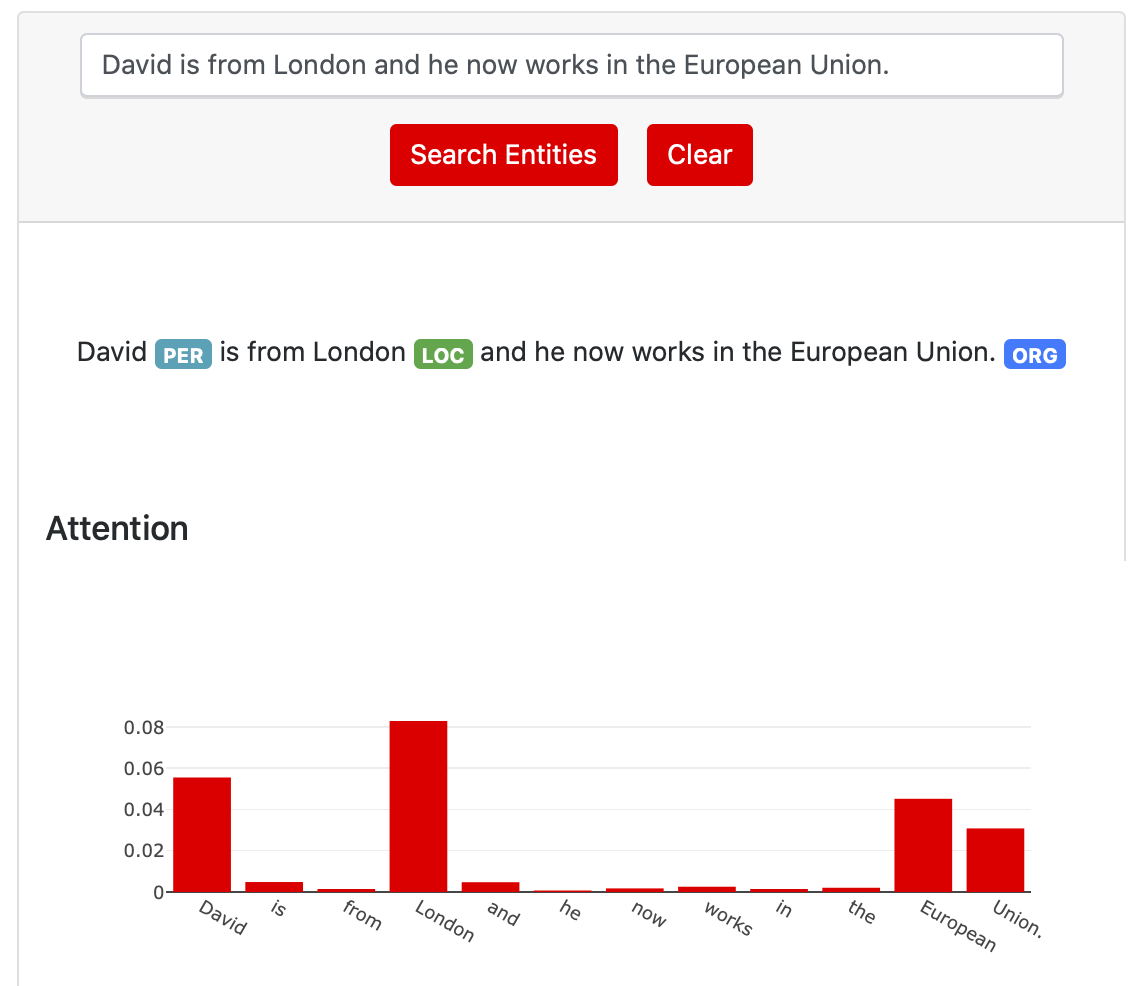 David is from London and he now works in the European Union.
Search Entities Clear
David PER is from London LOC and he now works in the European Union. ORG
Attention
0.08
0.06
0.04
0.02
0
David is from London and he now works in the European Union.